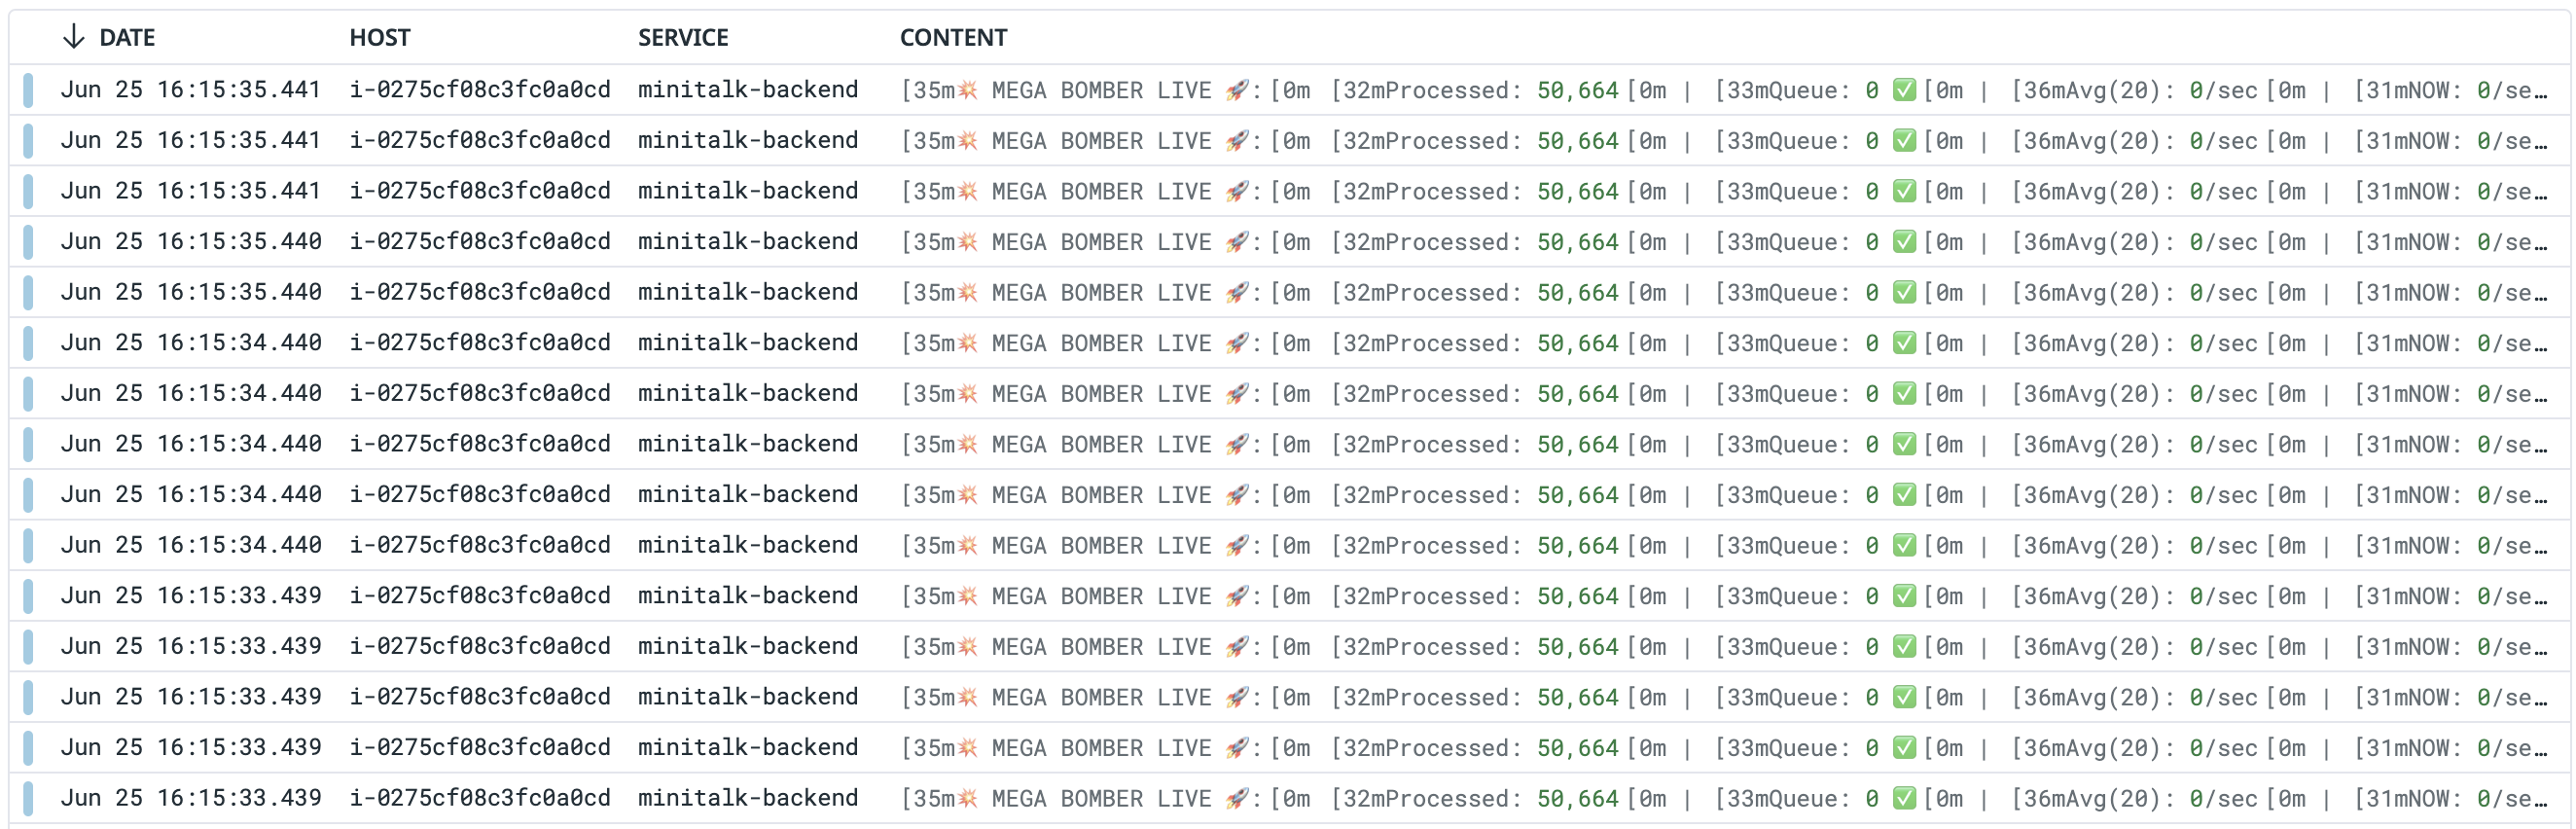 ↓ DATE HOST SERVICE CONTENT
Jun 25 16:15:35.441 i-0275cf08c3fc0a0cd minitalk-backend [35m💥 MEGA BOMBER LIVE 🚀:[0m [32mProcessed: 50,664[0m | [33mQueue: 0 ✅[0m | [36mAvg(20): 0/sec[0m | [31mNOW: 0/se…
Jun 25 16:15:35.441 i-0275cf08c3fc0a0cd minitalk-backend [35m💥 MEGA BOMBER LIVE 🚀:[0m [32mProcessed: 50,664[0m | [33mQueue: 0 ✅[0m | [36mAvg(20): 0/sec[0m | [31mNOW: 0/se…
Jun 25 16:15:35.441 i-0275cf08c3fc0a0cd minitalk-backend [35m💥 MEGA BOMBER LIVE 🚀:[0m [32mProcessed: 50,664[0m | [33mQueue: 0 ✅[0m | [36mAvg(20): 0/sec[0m | [31mNOW: 0/se…
Jun 25 16:15:35.440 i-0275cf08c3fc0a0cd minitalk-backend [35m💥 MEGA BOMBER LIVE 🚀:[0m [32mProcessed: 50,664[0m | [33mQueue: 0 ✅[0m | [36mAvg(20): 0/sec[0m | [31mNOW: 0/se…
Jun 25 16:15:35.440 i-0275cf08c3fc0a0cd minitalk-backend [35m💥 MEGA BOMBER LIVE 🚀:[0m [32mProcessed: 50,664[0m | [33mQueue: 0 ✅[0m | [36mAvg(20): 0/sec[0m | [31mNOW: 0/se…
Jun 25 16:15:34.440 i-0275cf08c3fc0a0cd minitalk-backend [35m💥 MEGA BOMBER LIVE 🚀:[0m [32mProcessed: 50,664[0m | [33mQueue: 0 ✅[0m | [36mAvg(20): 0/sec[0m | [31mNOW: 0/se…
Jun 25 16:15:34.440 i-0275cf08c3fc0a0cd minitalk-backend [35m💥 MEGA BOMBER LIVE 🚀:[0m [32mProcessed: 50,664[0m | [33mQueue: 0 ✅[0m | [36mAvg(20): 0/sec[0m | [31mNOW: 0/se…
Jun 25 16:15:34.440 i-0275cf08c3fc0a0cd minitalk-backend [35m💥 MEGA BOMBER LIVE 🚀:[0m [32mProcessed: 50,664[0m | [33mQueue: 0 ✅[0m | [36mAvg(20): 0/sec[0m | [31mNOW: 0/se…
Jun 25 16:15:34.440 i-0275cf08c3fc0a0cd minitalk-backend [35m💥 MEGA BOMBER LIVE 🚀:[0m [32mProcessed: 50,664[0m | [33mQueue: 0 ✅[0m | [36mAvg(20): 0/sec[0m | [31mNOW: 0/se…
Jun 25 16:15:34.440 i-0275cf08c3fc0a0cd minitalk-backend [35m💥 MEGA BOMBER LIVE 🚀:[0m [32mProcessed: 50,664[0m | [33mQueue: 0 ✅[0m | [36mAvg(20): 0/sec[0m | [31mNOW: 0/se…
Jun 25 16:15:33.439 i-0275cf08c3fc0a0cd minitalk-backend [35m💥 MEGA BOMBER LIVE 🚀:[0m [32mProcessed: 50,664[0m | [33mQueue: 0 ✅[0m | [36mAvg(20): 0/sec[0m | [31mNOW: 0/se…
Jun 25 16:15:33.439 i-0275cf08c3fc0a0cd minitalk-backend [35m💥 MEGA BOMBER LIVE 🚀:[0m [32mProcessed: 50,664[0m | [33mQueue: 0 ✅[0m | [36mAvg(20): 0/sec[0m | [31mNOW: 0/se…
Jun 25 16:15:33.439 i-0275cf08c3fc0a0cd minitalk-backend [35m💥 MEGA BOMBER LIVE 🚀:[0m [32mProcessed: 50,664[0m | [33mQueue: 0 ✅[0m | [36mAvg(20): 0/sec[0m | [31mNOW: 0/se…
Jun 25 16:15:33.439 i-0275cf08c3fc0a0cd minitalk-backend [35m💥 MEGA BOMBER LIVE 🚀:[0m [32mProcessed: 50,664[0m | [33mQueue: 0 ✅[0m | [36mAvg(20): 0/sec[0m | [31mNOW: 0/se…
Jun 25 16:15:33.439 i-0275cf08c3fc0a0cd minitalk-backend [35m💥 MEGA BOMBER LIVE 🚀:[0m [32mProcessed: 50,664[0m | [33mQueue: 0 ✅[0m | [36mAvg(20): 0/sec[0m | [31mNOW: 0/se…